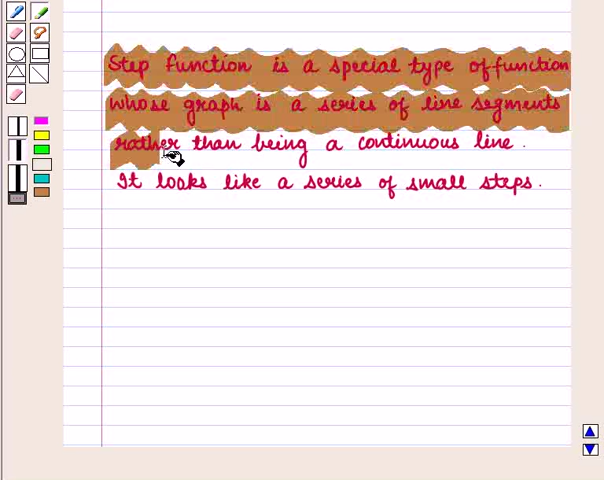 Step function is a special type of function
whose graph is a series of line segments
rather than being a continuous line.
It looks like a series of small steps.